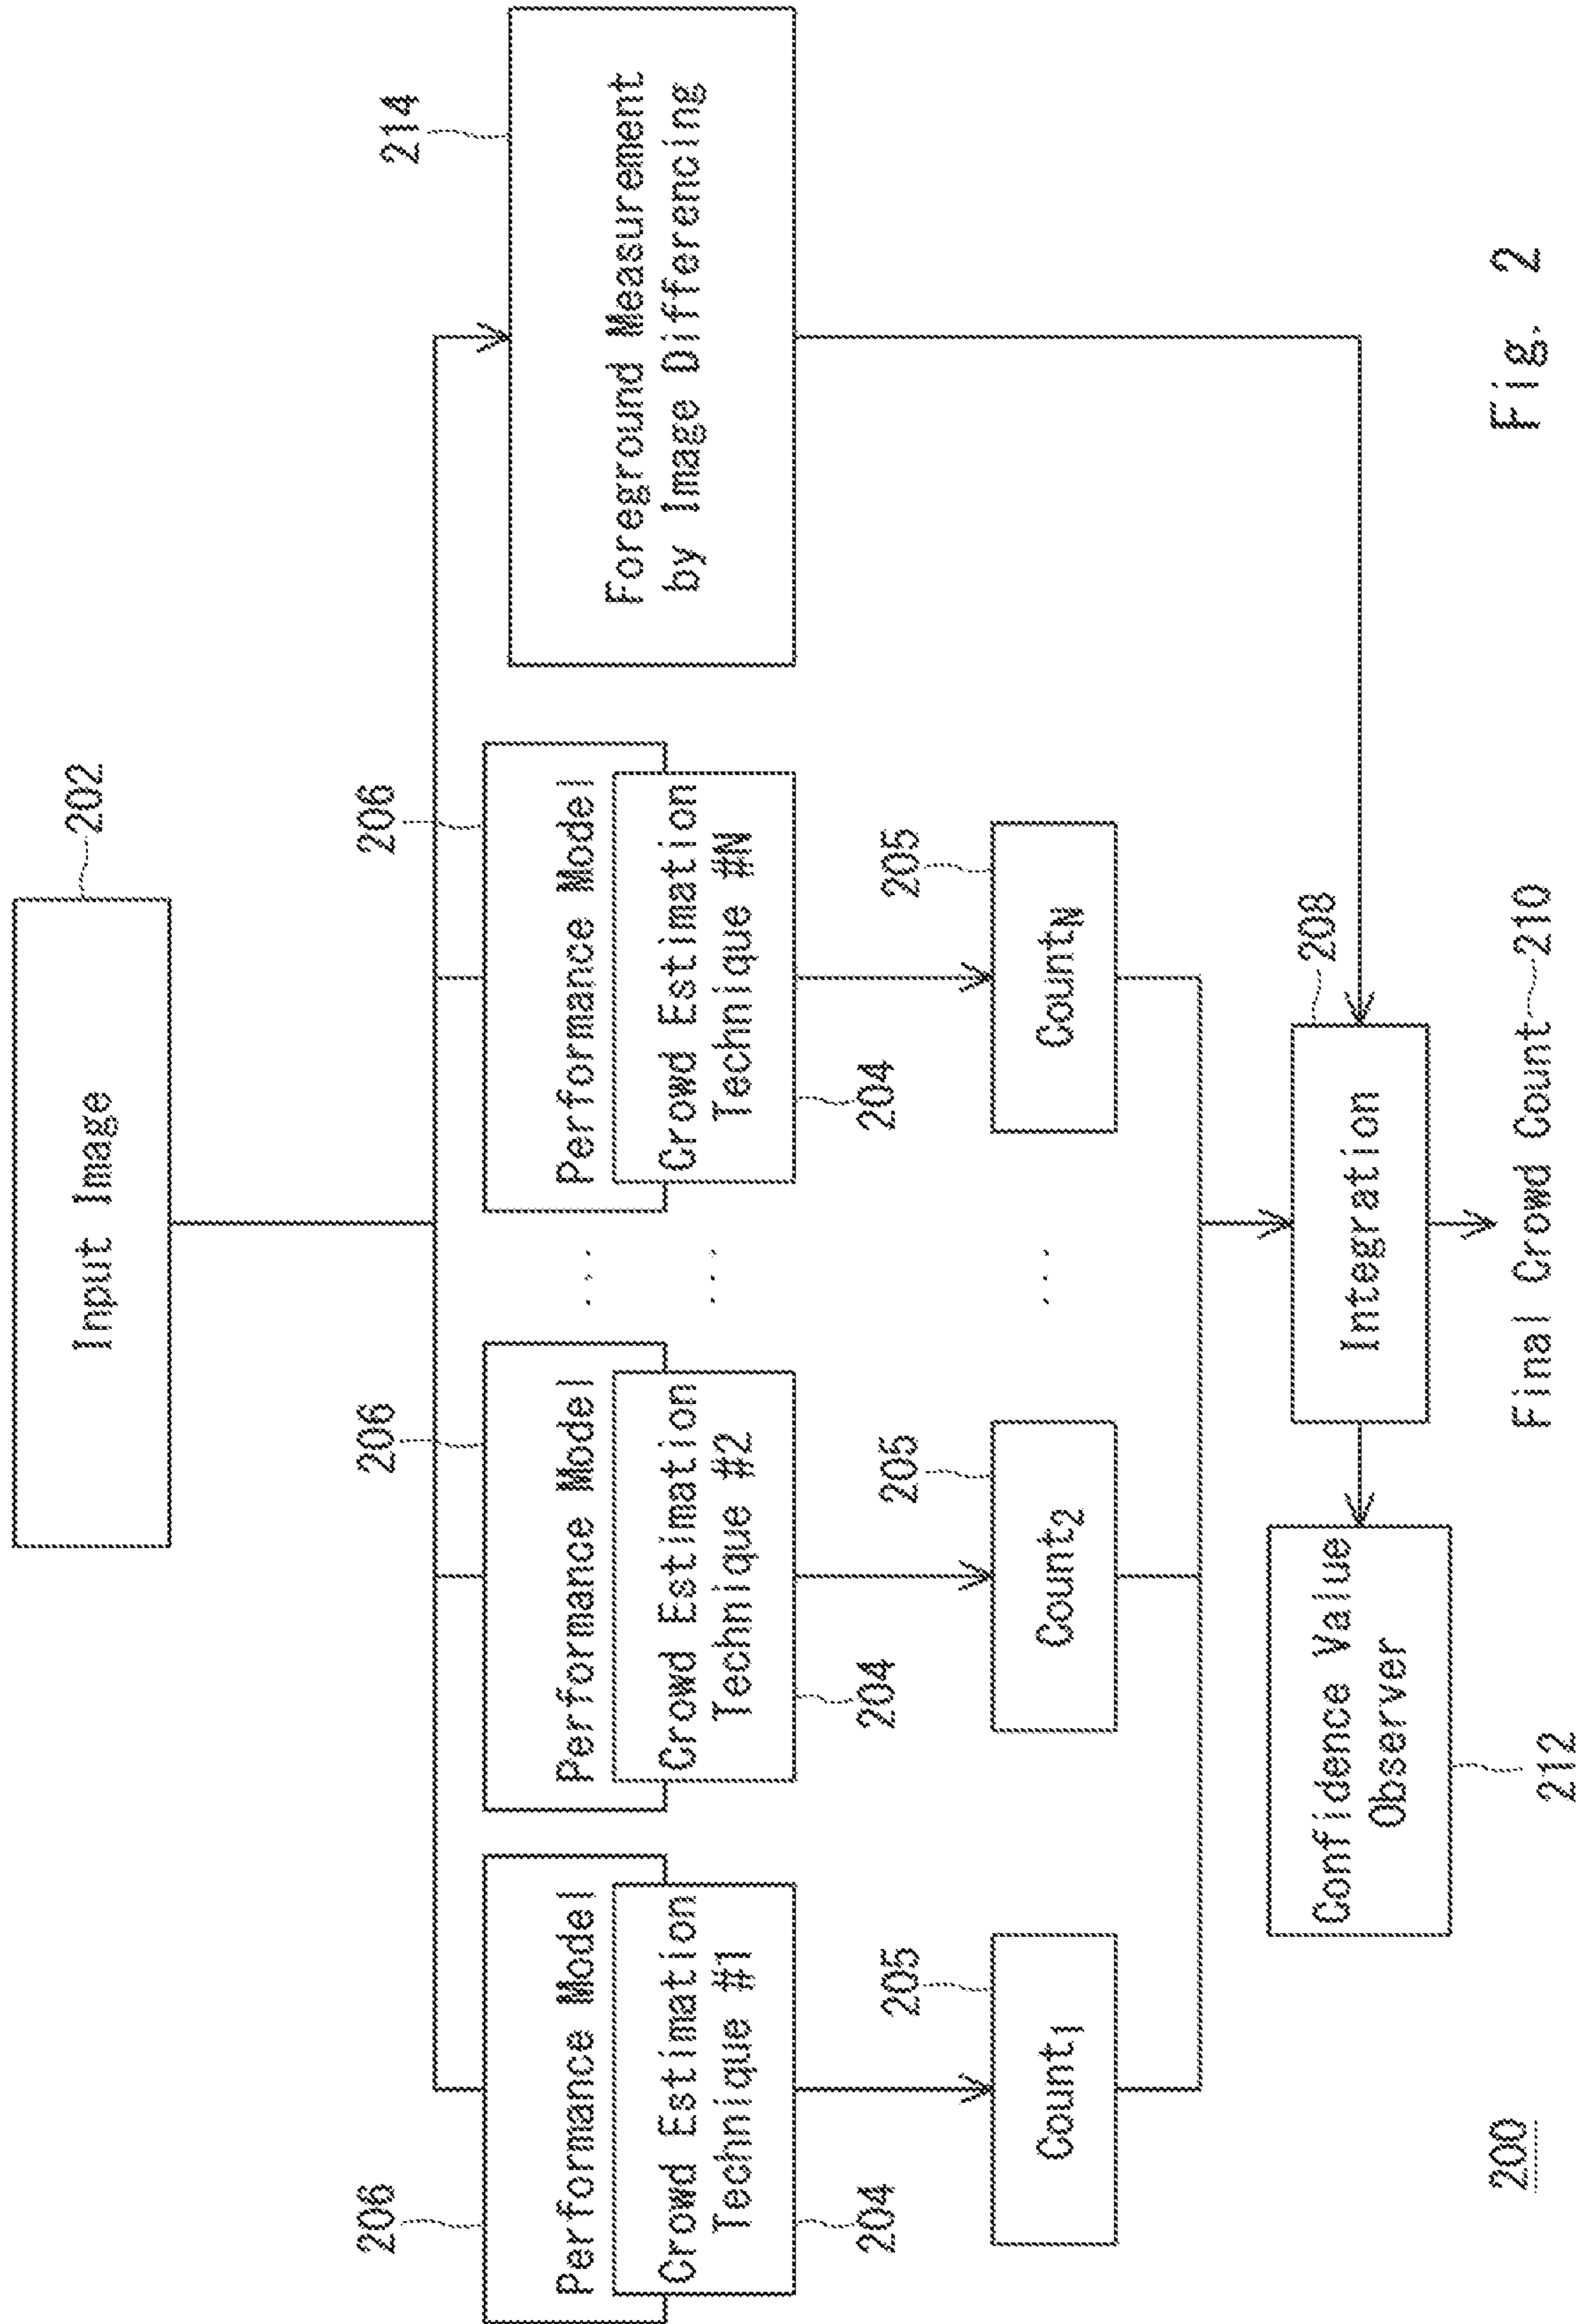 Input Image
202
206
206
206
214
Performance Model
Crowd Estimation
Technique #1
Performance Model
Crowd Estimation
Technique #2
...
...
Performance Model
Crowd Estimation
Technique #N
Foreground Measurement
by Image Differencing
204
205
204
205
204
205
Count1
Count2
...
CountN
208
Confidence Value
Observer
Integration
212
Final Crowd Count 210
200
Fig. 2